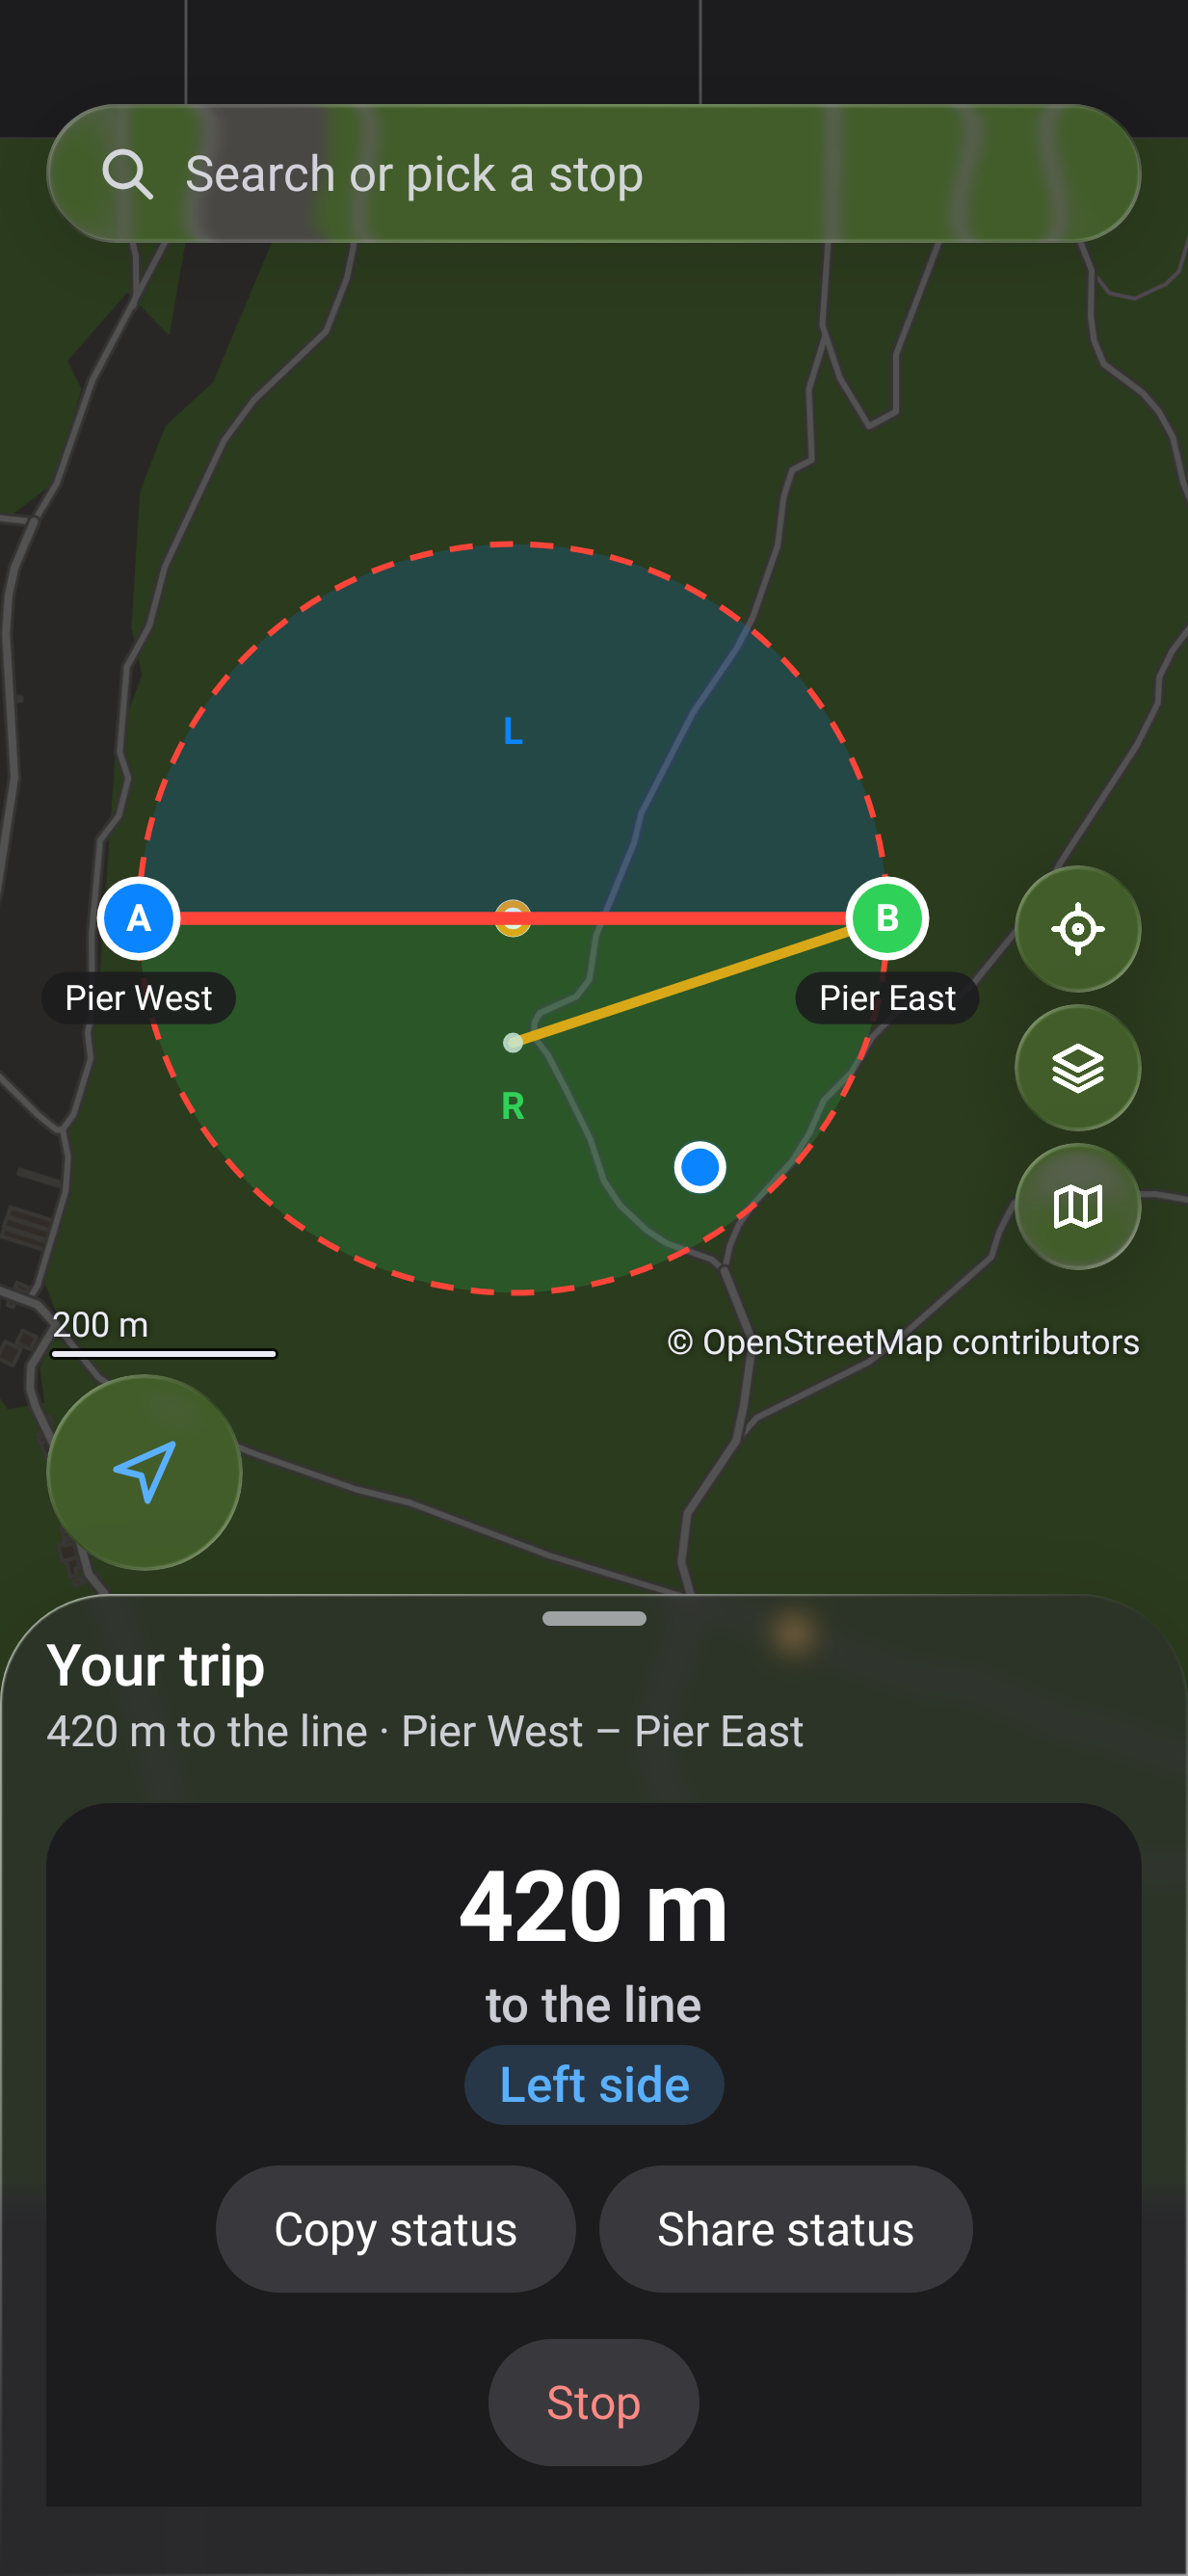 Search or pick a stop
L
A
B
Pier West
Pier East
R
200 m
© OpenStreetMap contributors
Your trip
420 m to the line · Pier West – Pier East
420 m
to the line
Left side
Copy status
Share status
Stop